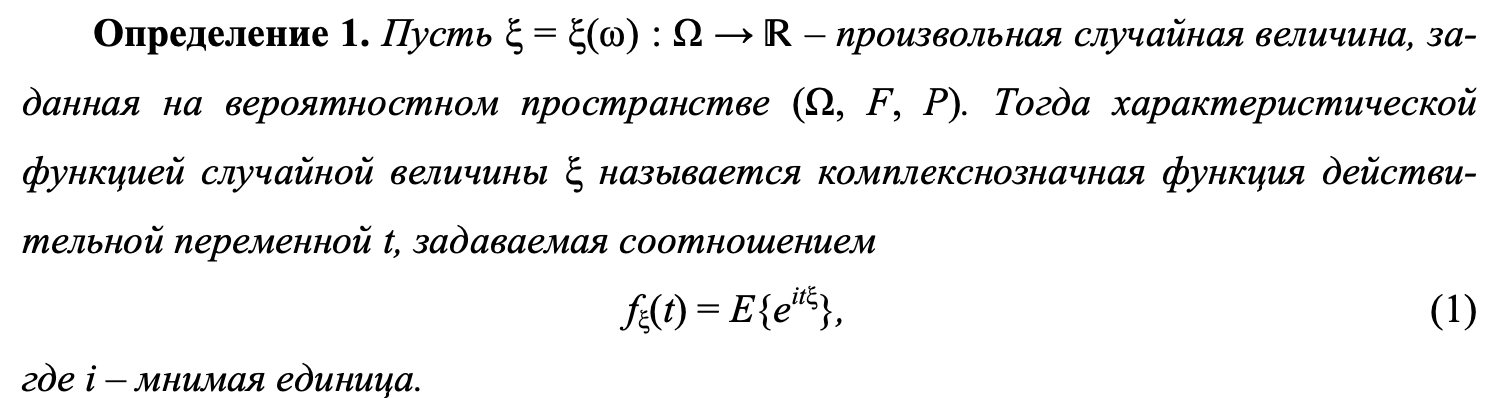 Определение 1. Пусть ξ = ξ(ω) : Ω → ℝ – произвольная случайная величина, за-
данная на вероятностном пространстве (Ω, F, P). Тогда характеристической
функцией случайной величины ξ называется комплекснозначная функция действи-
тельной переменной t, задаваемая соотношением
fξ(t) = E{e^{itξ}}, (1)
где i – мнимая единица.